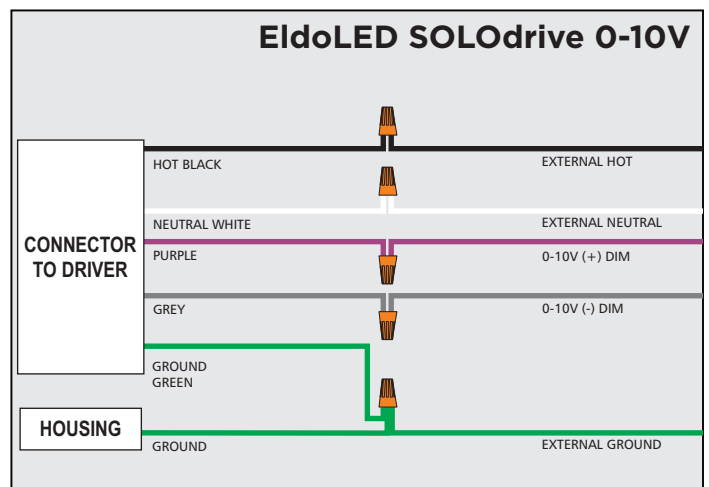 EldoLED SOLOdrive 0-10V
HOT BLACK
EXTERNAL HOT
NEUTRAL WHITE
EXTERNAL NEUTRAL
CONNECTOR
TO DRIVER
PURPLE
0-10V (+) DIM
GREY
0-10V (-) DIM
GROUND
GREEN
HOUSING
GROUND
EXTERNAL GROUND